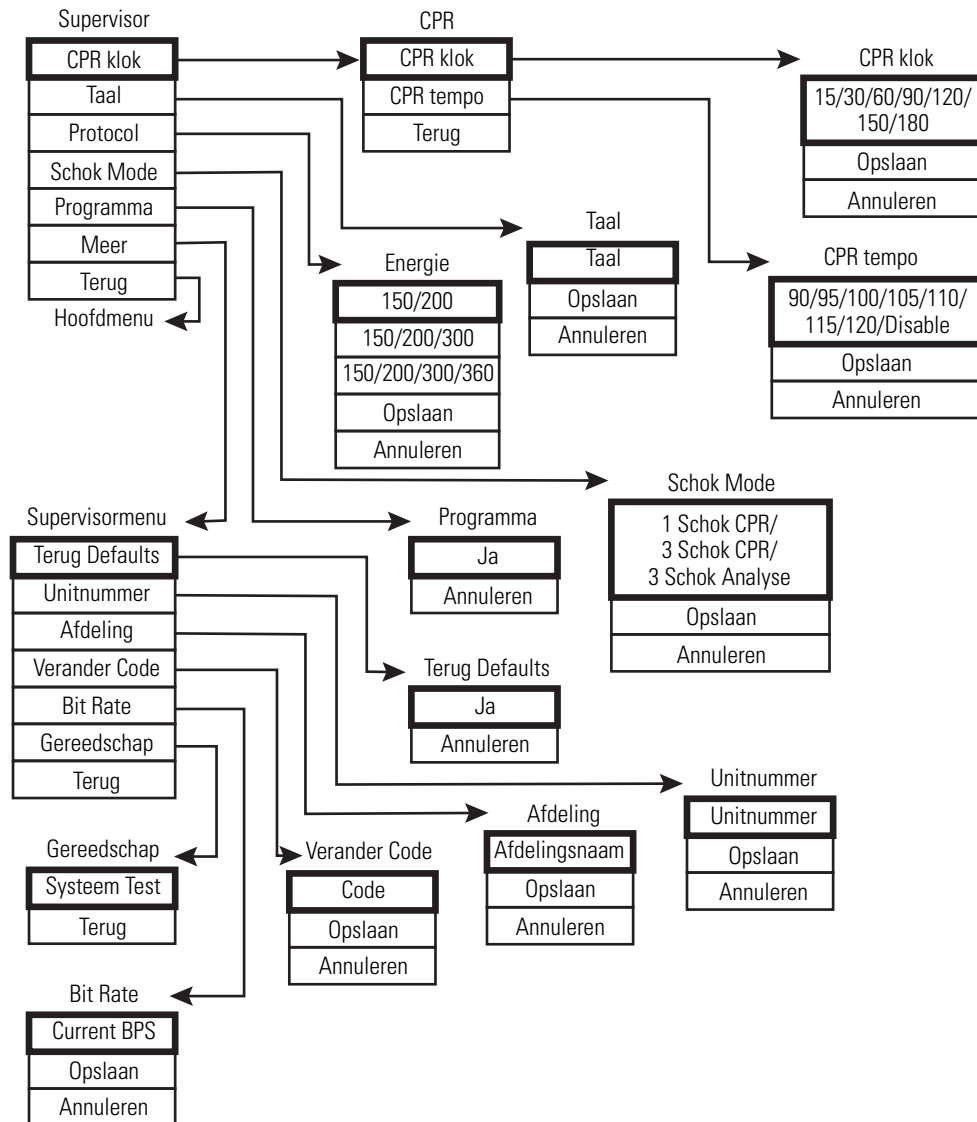 Supervisor
CPR klok
Taal
Protocol
Schok Mode
Programma
Meer
Terug
Hoofdmenu
CPR
CPR klok
CPR tempo
Terug
CPR klok
15/30/60/90/120/
150/180
Opslaan
Annuleren
Taal
Taal
Opslaan
Annuleren
CPR tempo
90/95/100/105/110/
115/120/Disable
Opslaan
Annuleren
Energie
150/200
150/200/300
150/200/300/360
Opslaan
Annuleren
Schok Mode
1 Schok CPR/
3 Schok CPR/
3 Schok Analyse
Opslaan
Annuleren
Supervisormenu
Terug Defaults
Unitnummer
Afdeling
Verander Code
Bit Rate
Gereedschap
Terug
Programma
Ja
Annuleren
Terug Defaults
Ja
Annuleren
Unitnummer
Unitnummer
Opslaan
Annuleren
Afdeling
Afdelingsnaam
Opslaan
Annuleren
Verander Code
Code
Opslaan
Annuleren
Gereedschap
Systeem Test
Terug
Bit Rate
Current BPS
Opslaan
Annuleren